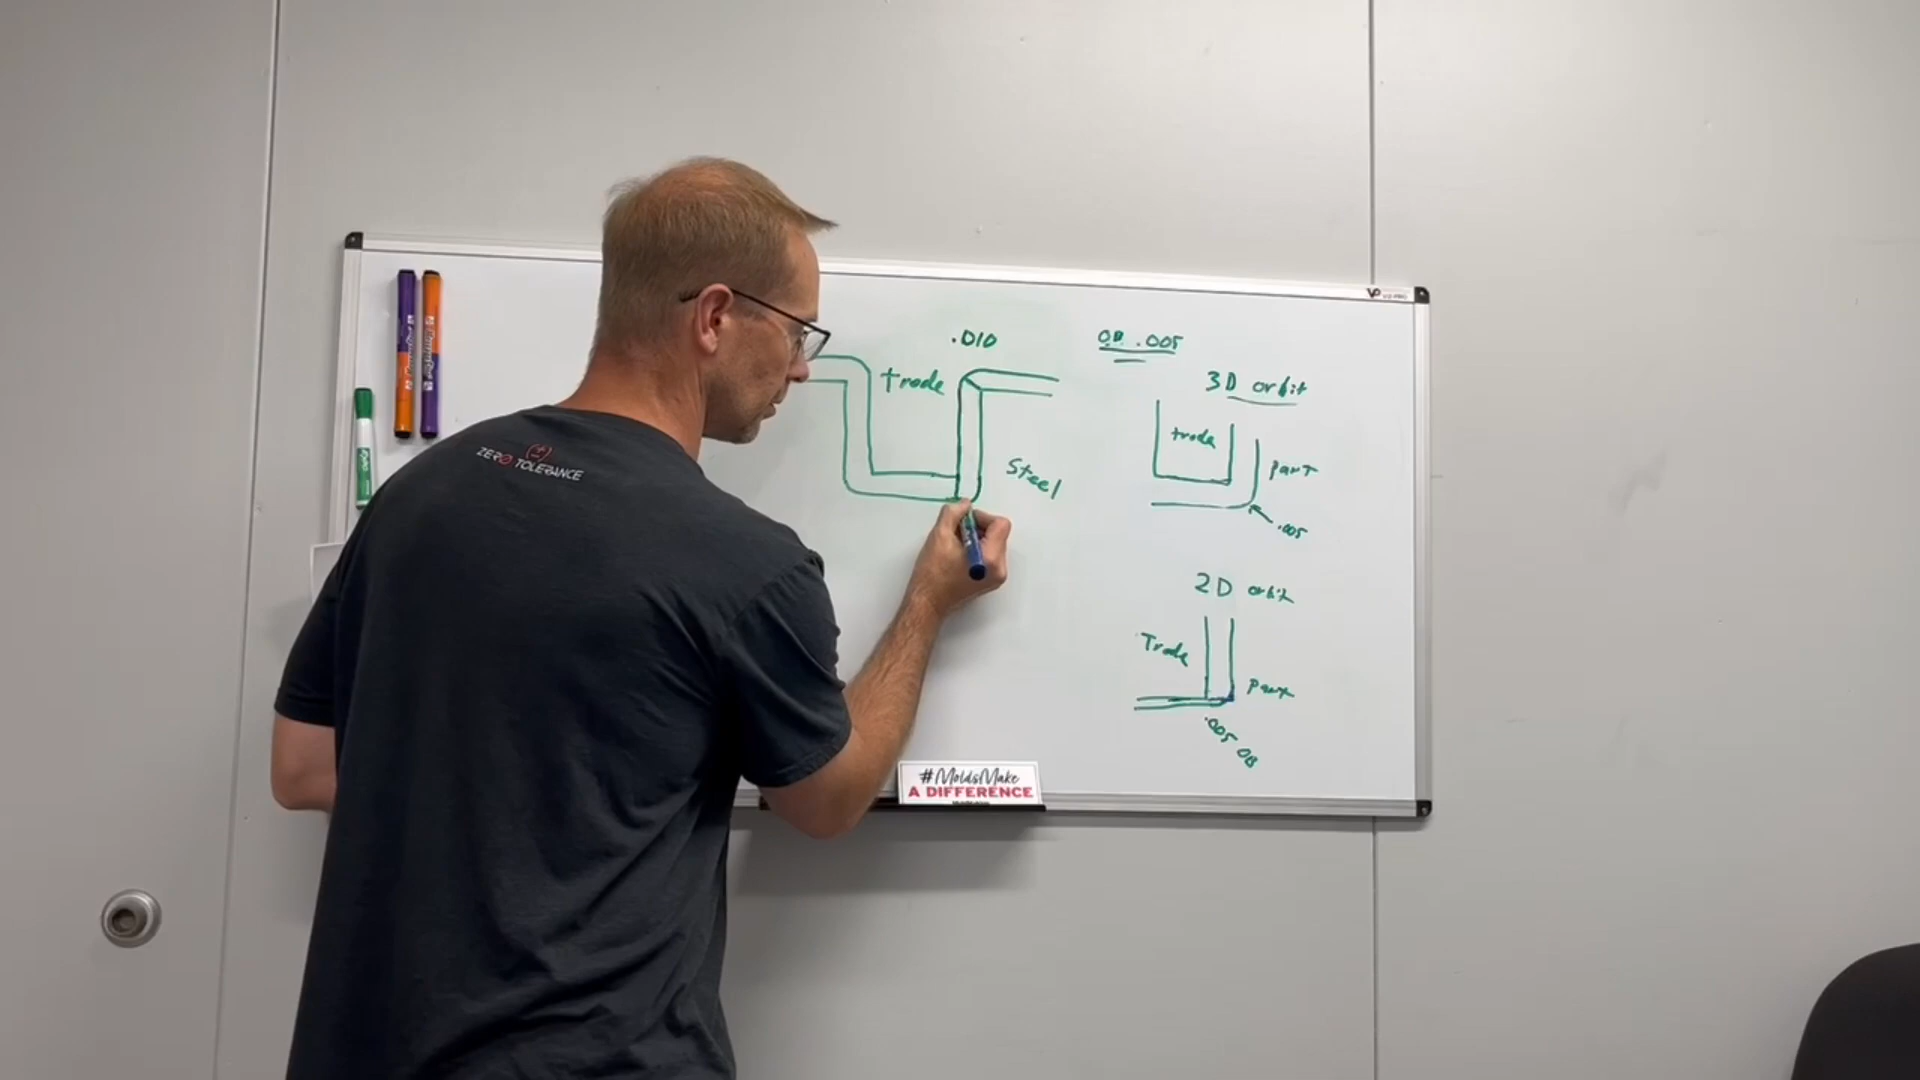 ZERO TOLERANCE
.010
trode
Steel
O.B .005
3D orbit
trode
part
.005
2D orbit
Trode
part
.005 OB
#MoldsMake
A DIFFERENCE
EXPO